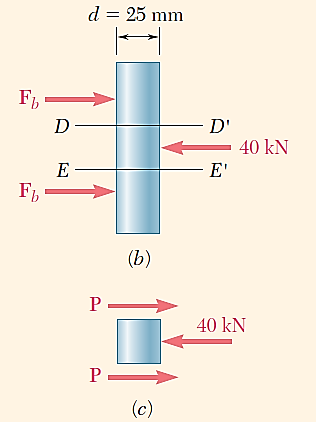 d = 25 mm
F_b
D D'
40 kN
E E'
F_b
(b)
P
40 kN
P
(c)